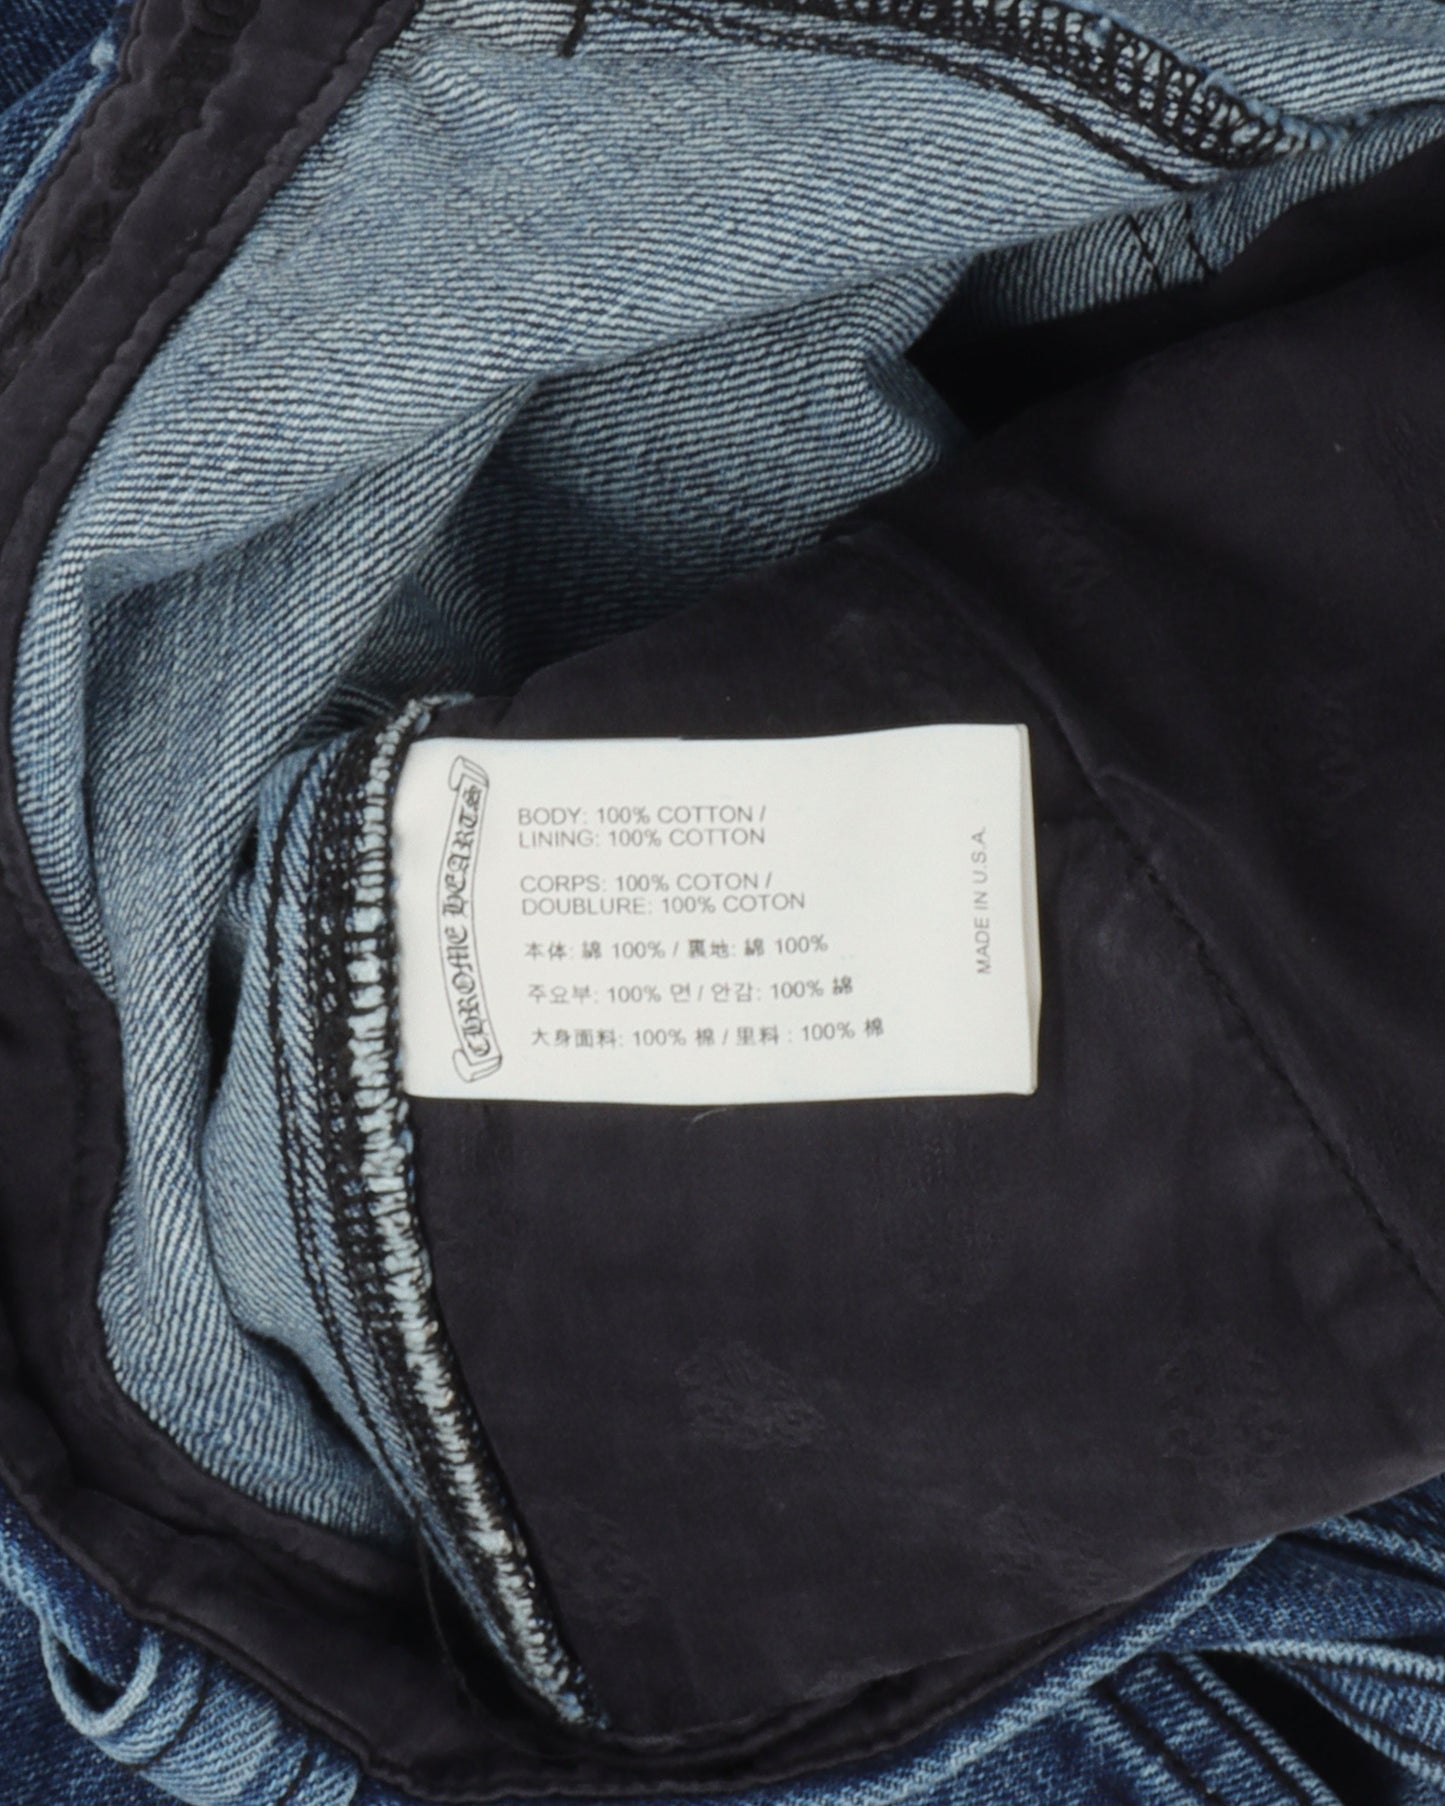 CHROME HEARTS
BODY: 100% COTTON /
LINING: 100% COTTON
CORPS: 100% COTON /
DOUBLURE: 100% COTON
本体: 綿 100% / 裏地: 綿 100%
주요부: 100% 면 / 안감: 100% 綿
大身面料: 100% 棉 / 里料 : 100% 棉
MADE IN U.S.A.